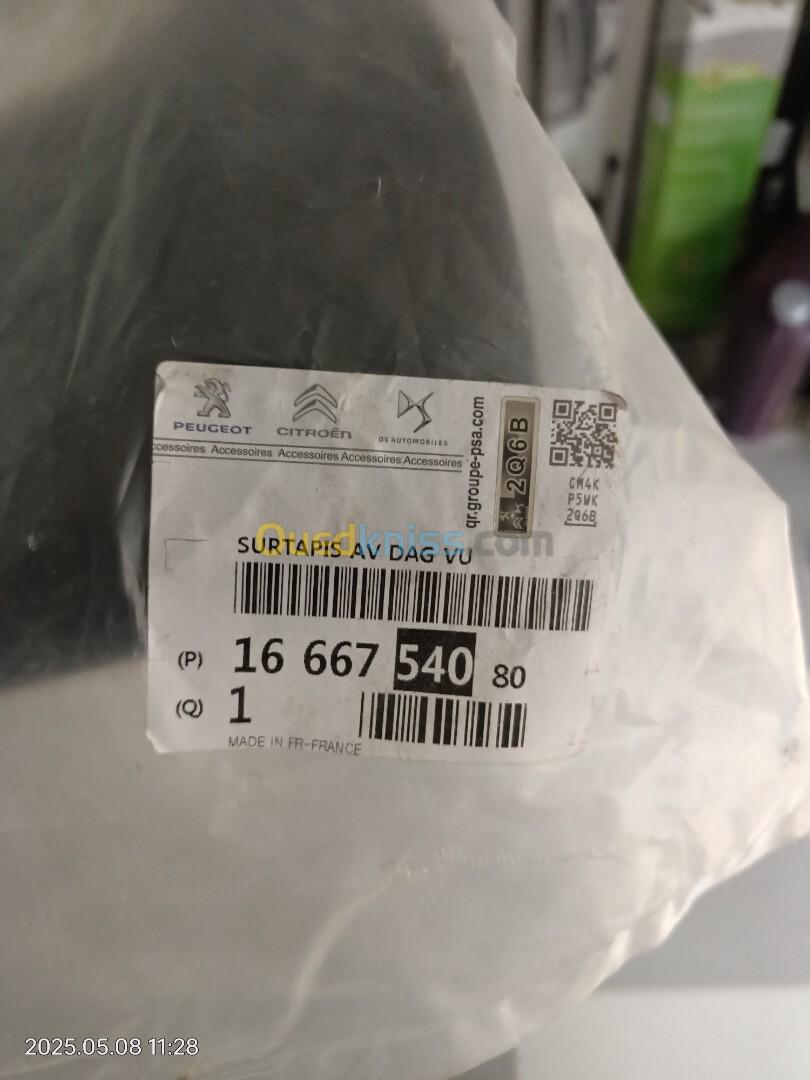 PEUGEOT CITROËN DS AUTOMOBILES
ccessoires Accessoires Accessoires Accessoires Accessoires
qr.groupe-psa.com
2Q6B
CM4K
P5WK
2Q6B
Ouedkniss.com
SURTAPIS AV DAG VU
(P) 16 667 540 80
(Q) 1
MADE IN FR-FRANCE
2025.05.08 11:28